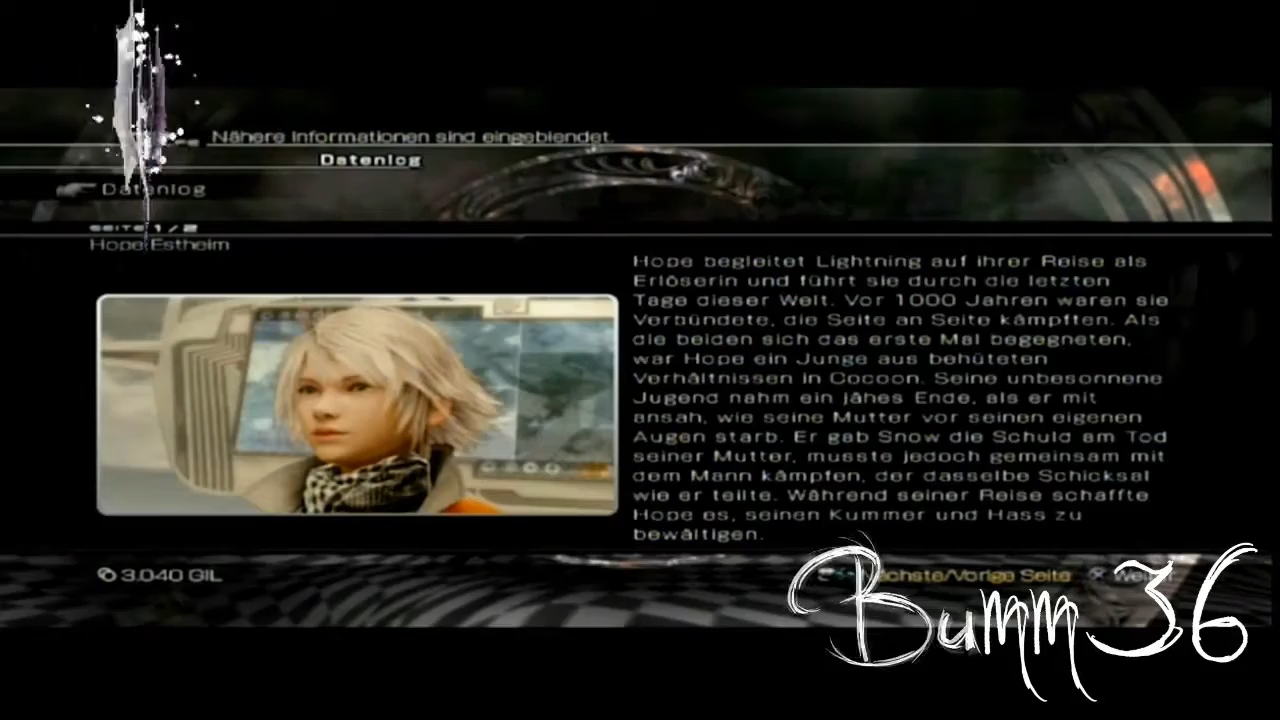 Nähere Informationen sind eingeblendet.
Datenlog
Datenlog
SEITE 1/2
Hope Estheim
Hope begleitet Lightning auf ihrer Reise als
Erlöserin und führt sie durch die letzten
Tage dieser Welt. Vor 1000 Jahren waren sie
Verbündete, die Seite an Seite kämpften. Als
die beiden sich das erste Mal begegneten,
war Hope ein Junge aus behüteten
Verhältnissen in Cocoon. Seine unbesonnene
Jugend nahm ein jähes Ende, als er mit
ansah, wie seine Mutter vor seinen eigenen
Augen starb. Er gab Snow die Schuld am Tod
seiner Mutter, musste jedoch gemeinsam mit
dem Mann kämpfen, der dasselbe Schicksal
wie er teilte. Während seiner Reise schaffte
Hope es, seinen Kummer und Hass zu
bewältigen.
3.040 GIL
ächste/Vorige Seite
Bumm 36